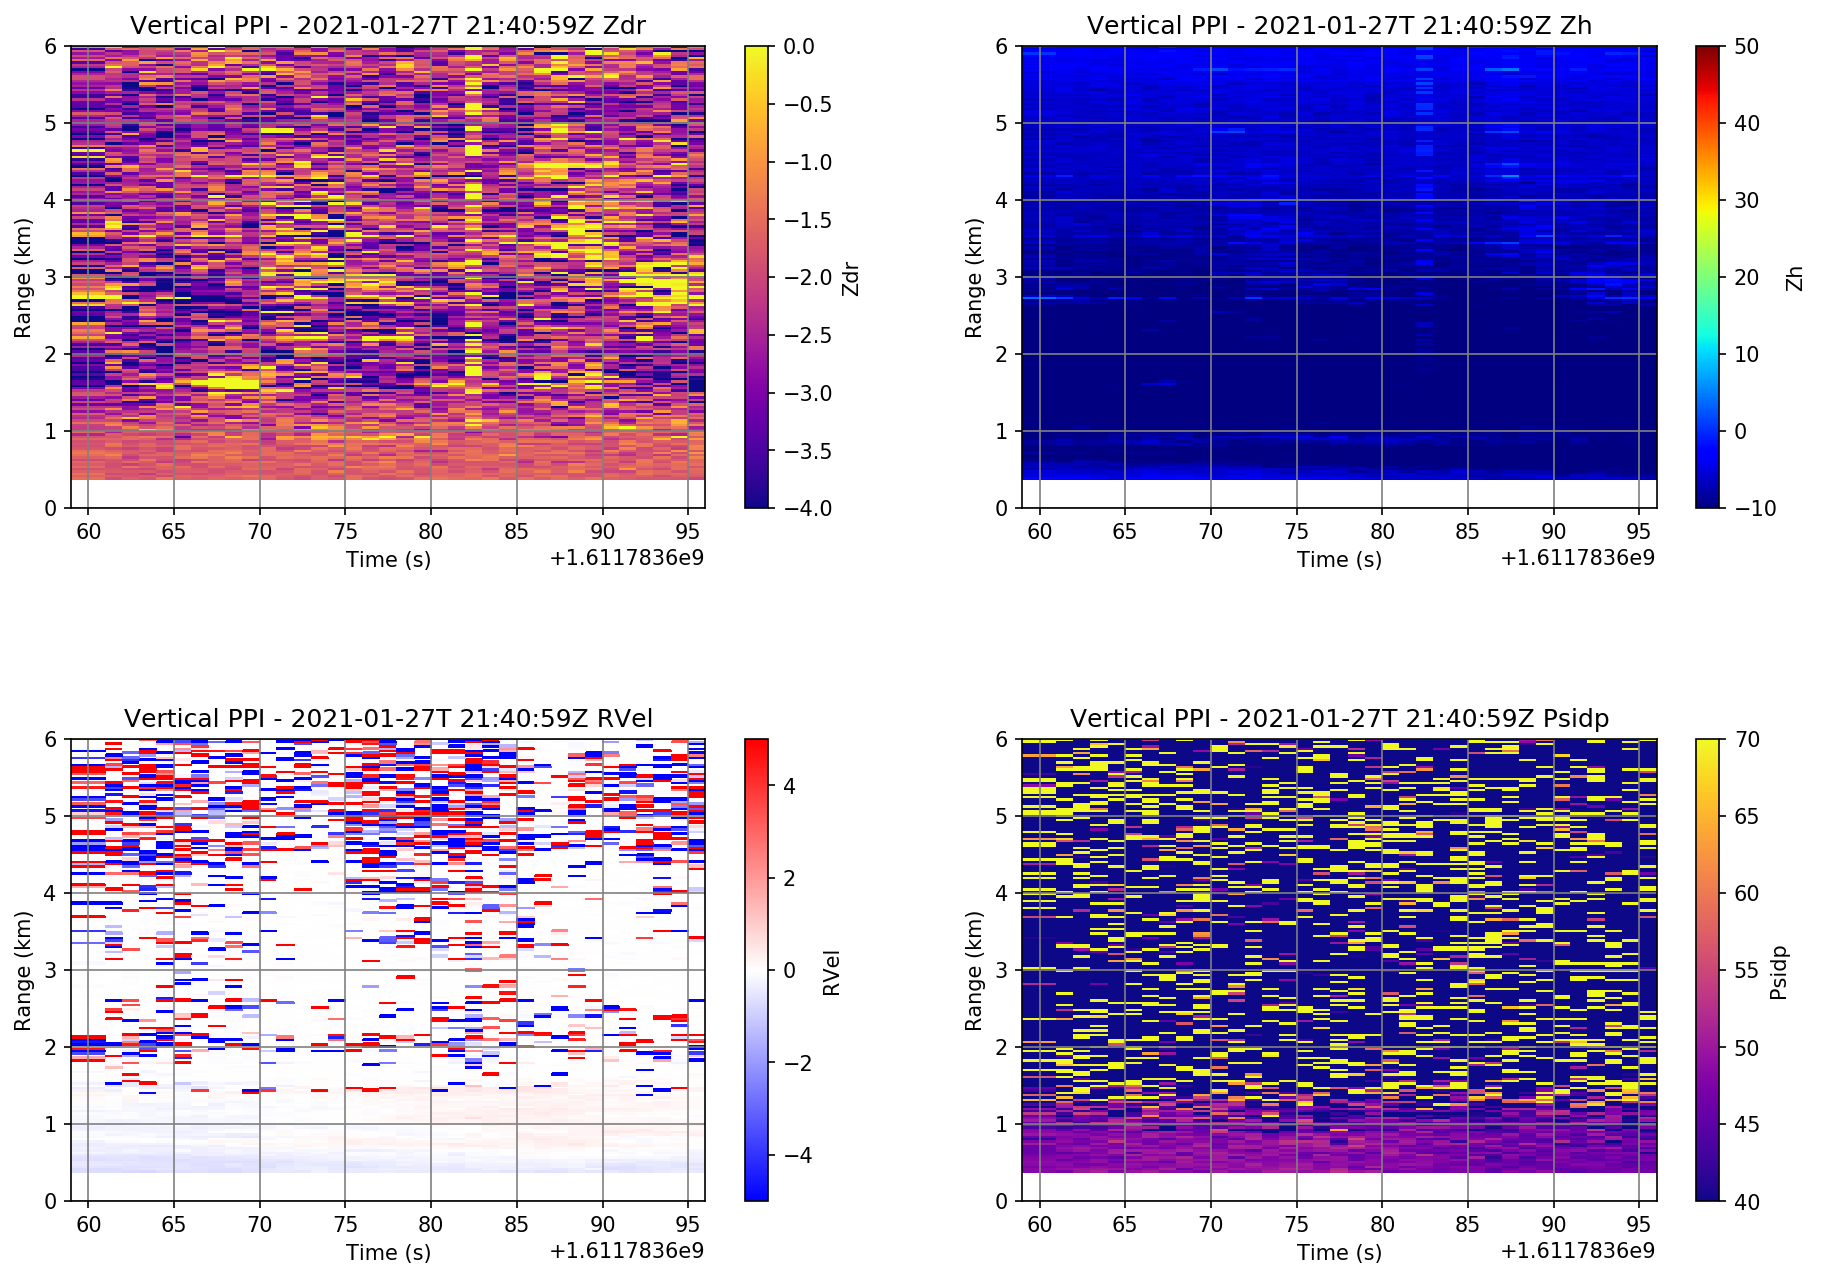 Vertical PPI - 2021-01-27T 21:40:59Z Zdr
6
5
4
3
2
1
0
Range (km)
60 65 70 75 80 85 90 95
Time (s)
+1.6117836e9
0.0
−0.5
−1.0
−1.5
−2.0
−2.5
−3.0
−3.5
−4.0
Zdr
Vertical PPI - 2021-01-27T 21:40:59Z Zh
6
5
4
3
2
1
0
Range (km)
60 65 70 75 80 85 90 95
Time (s)
+1.6117836e9
50
40
30
20
10
0
−10
Zh
Vertical PPI - 2021-01-27T 21:40:59Z RVel
6
5
4
3
2
1
0
Range (km)
60 65 70 75 80 85 90 95
Time (s)
+1.6117836e9
4
2
0
−2
−4
RVel
Vertical PPI - 2021-01-27T 21:40:59Z Psidp
6
5
4
3
2
1
0
Range (km)
60 65 70 75 80 85 90 95
Time (s)
+1.6117836e9
70
65
60
55
50
45
40
Psidp